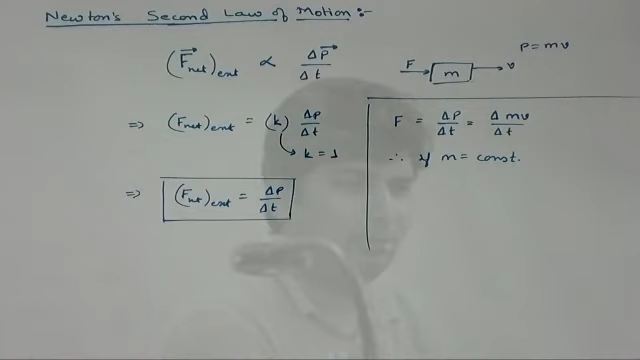 Newton's Second Law of Motion :-
(F⃗net)ext ∝ ΔP⃗/Δt
F m v P = mv
⇒ (Fnet)ext = (k) ΔP/Δt
k = 1
⇒ (Fnet)ext = ΔP/Δt
F = ΔP/Δt = Δmv/Δt
∴ if m = const.